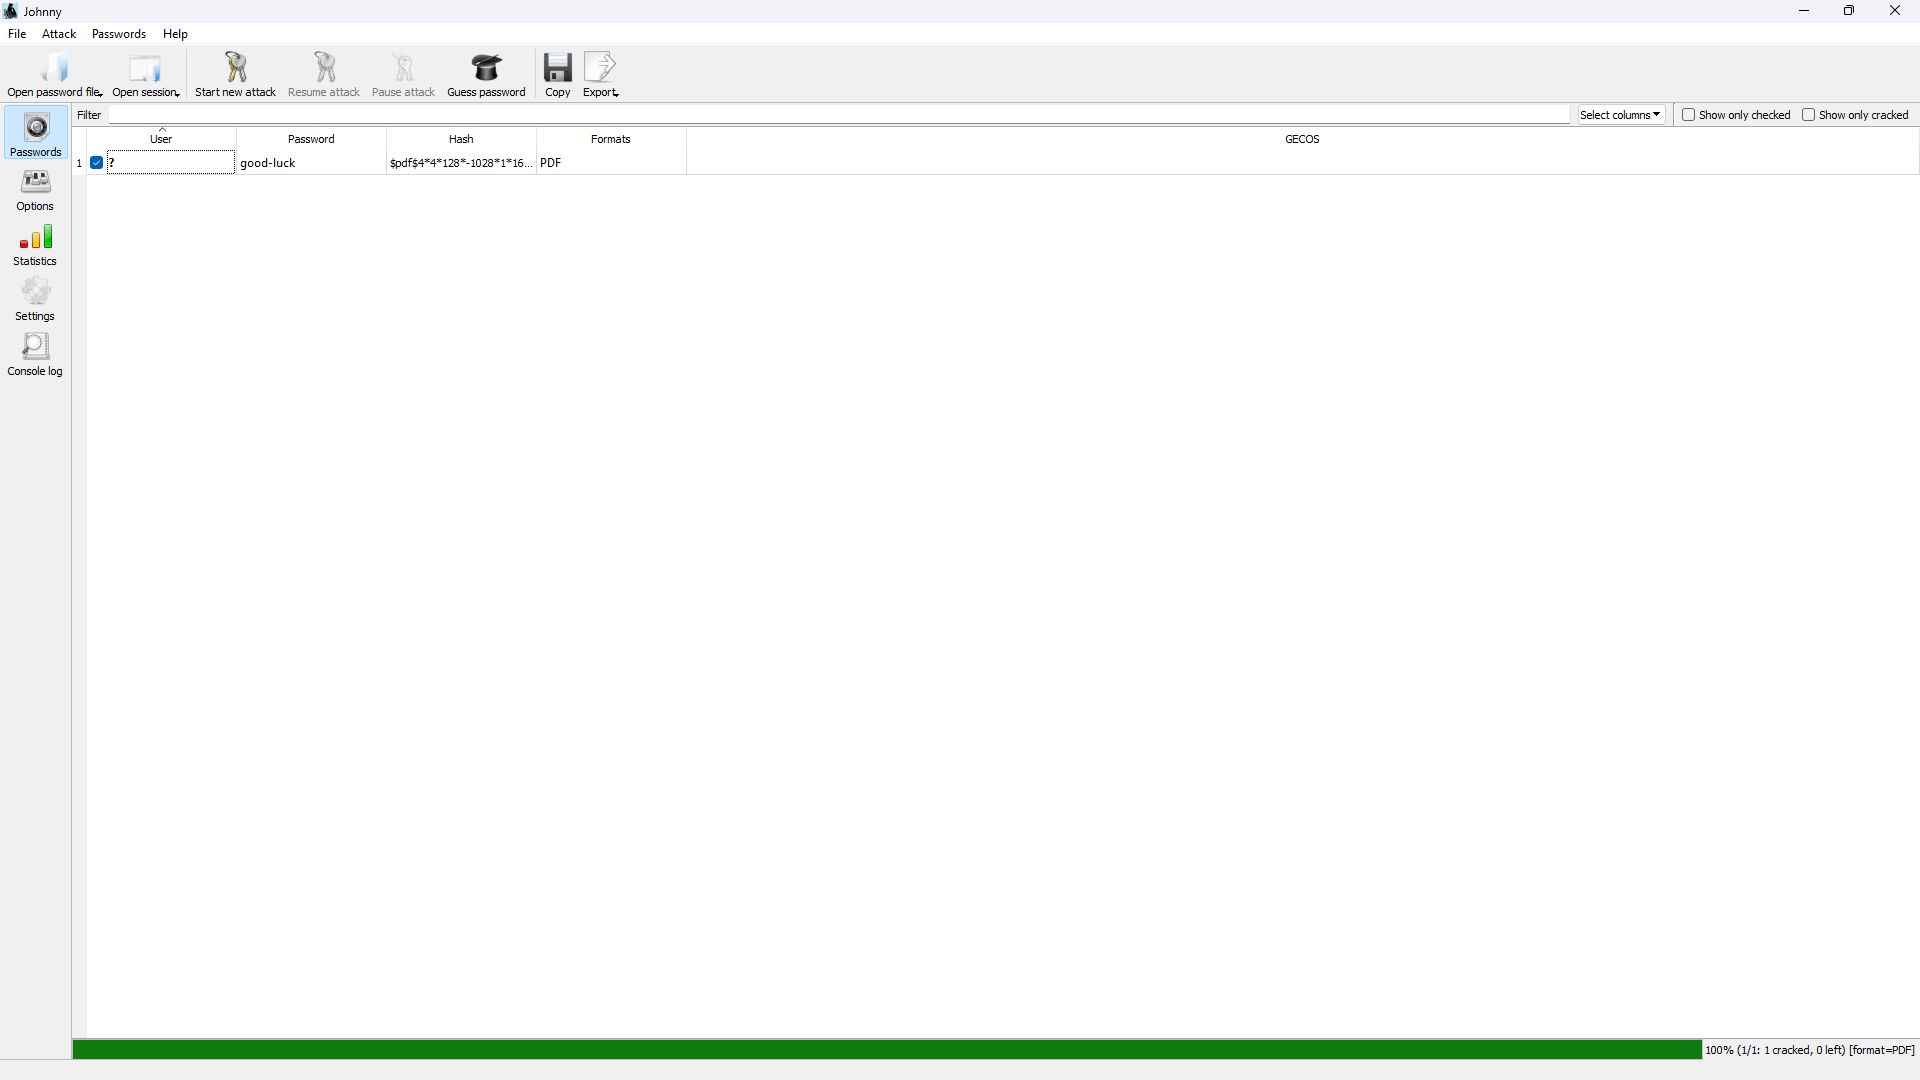 Johnny
File Attack Passwords Help
Open password file Open session Start new attack Resume attack Pause attack Guess password Copy Export
Passwords
Options
Statistics
Settings
Console log
Filter Select columns Show only checked Show only cracked
User Password Hash Formats GECOS
1 ? good-luck $pdf$4*4*128*-1028*1*16... PDF
100% (1/1: 1 cracked, 0 left) [format=PDF]